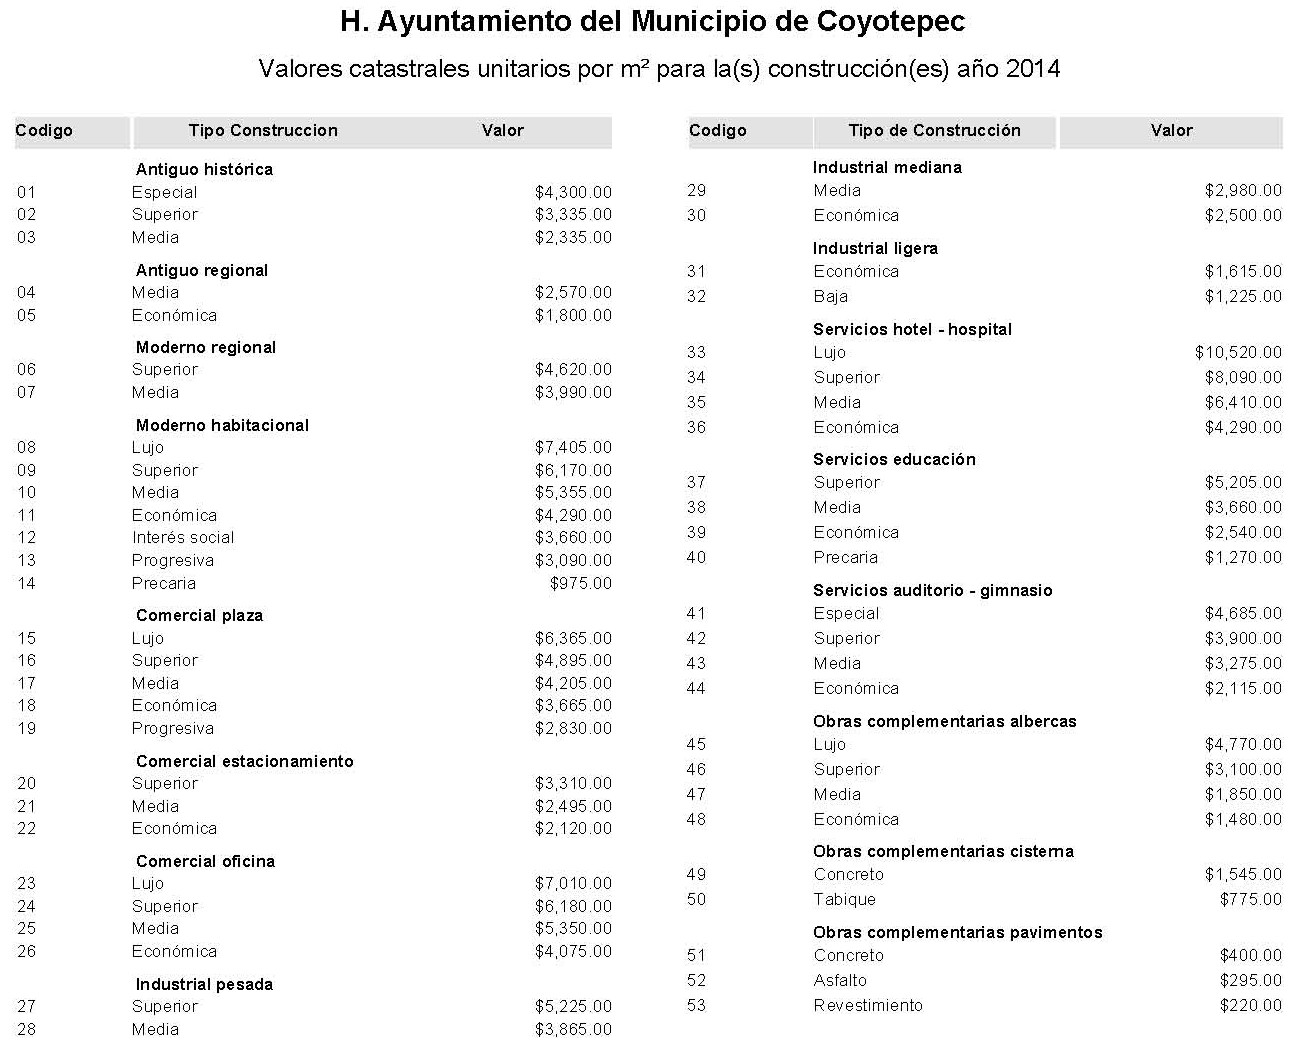 H. Ayuntamiento del Municipio de Coyotepec
Valores catastrales unitarios por m² para la(s) construcción(es) año 2014
Codigo Tipo Construccion Valor
Antiguo histórica
01 Especial $4,300.00
02 Superior $3,335.00
03 Media $2,335.00
Antiguo regional
04 Media $2,570.00
05 Económica $1,800.00
Moderno regional
06 Superior $4,620.00
07 Media $3,990.00
Moderno habitacional
08 Lujo $7,405.00
09 Superior $6,170.00
10 Media $5,355.00
11 Económica $4,290.00
12 Interés social $3,660.00
13 Progresiva $3,090.00
14 Precaria $975.00
Comercial plaza
15 Lujo $6,365.00
16 Superior $4,895.00
17 Media $4,205.00
18 Económica $3,665.00
19 Progresiva $2,830.00
Comercial estacionamiento
20 Superior $3,310.00
21 Media $2,495.00
22 Económica $2,120.00
Comercial oficina
23 Lujo $7,010.00
24 Superior $6,180.00
25 Media $5,350.00
26 Económica $4,075.00
Industrial pesada
27 Superior $5,225.00
28 Media $3,865.00
Codigo Tipo de Construcción Valor
Industrial mediana
29 Media $2,980.00
30 Económica $2,500.00
Industrial ligera
31 Económica $1,615.00
32 Baja $1,225.00
Servicios hotel - hospital
33 Lujo $10,520.00
34 Superior $8,090.00
35 Media $6,410.00
36 Económica $4,290.00
Servicios educación
37 Superior $5,205.00
38 Media $3,660.00
39 Económica $2,540.00
40 Precaria $1,270.00
Servicios auditorio - gimnasio
41 Especial $4,685.00
42 Superior $3,900.00
43 Media $3,275.00
44 Económica $2,115.00
Obras complementarias albercas
45 Lujo $4,770.00
46 Superior $3,100.00
47 Media $1,850.00
48 Económica $1,480.00
Obras complementarias cisterna
49 Concreto $1,545.00
50 Tabique $775.00
Obras complementarias pavimentos
51 Concreto $400.00
52 Asfalto $295.00
53 Revestimiento $220.00